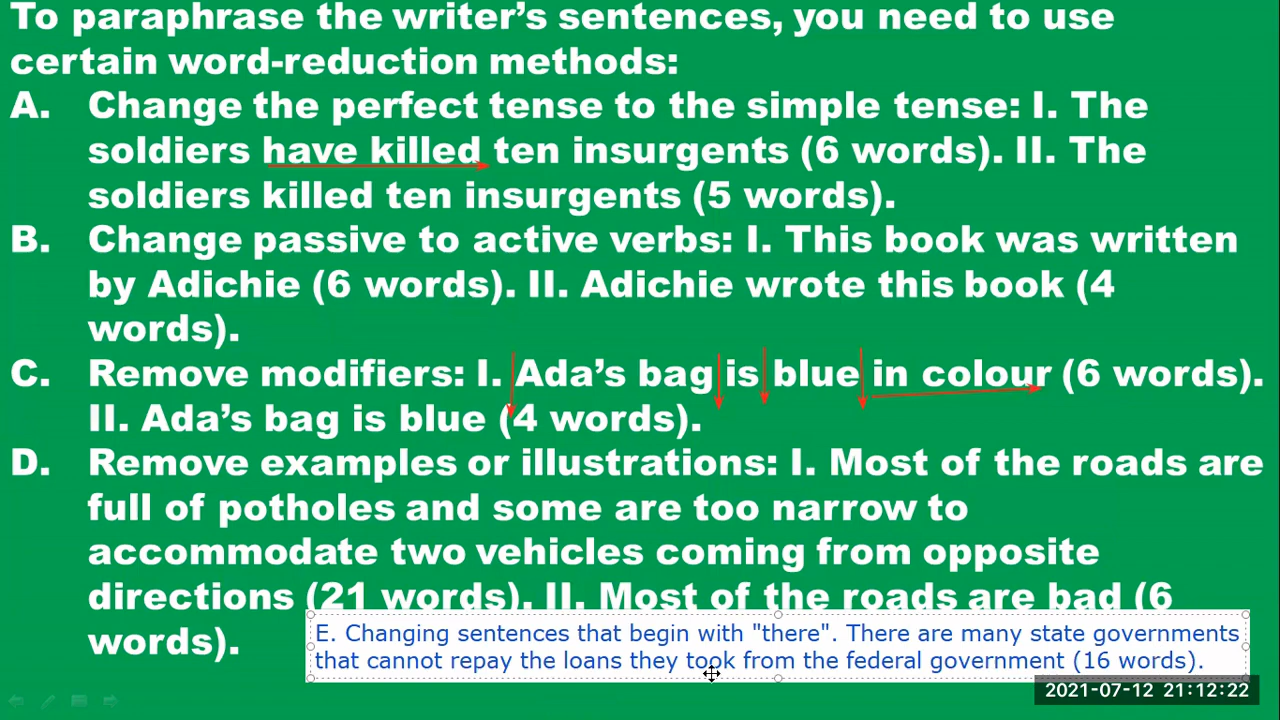 To paraphrase the writer’s sentences, you need to use
certain word-reduction methods:
A. Change the perfect tense to the simple tense: I. The
soldiers have killed ten insurgents (6 words). II. The
soldiers killed ten insurgents (5 words).
B. Change passive to active verbs: I. This book was written
by Adichie (6 words). II. Adichie wrote this book (4
words).
C. Remove modifiers: I. Ada’s bag is blue in colour (6 words).
II. Ada’s bag is blue (4 words).
D. Remove examples or illustrations: I. Most of the roads are
full of potholes and some are too narrow to
accommodate two vehicles coming from opposite
directions (21 words). II. Most of the roads are bad (6
words).
E. Changing sentences that begin with "there". There are many state governments
that cannot repay the loans they took from the federal government (16 words).
2021-07-12 21:12:22